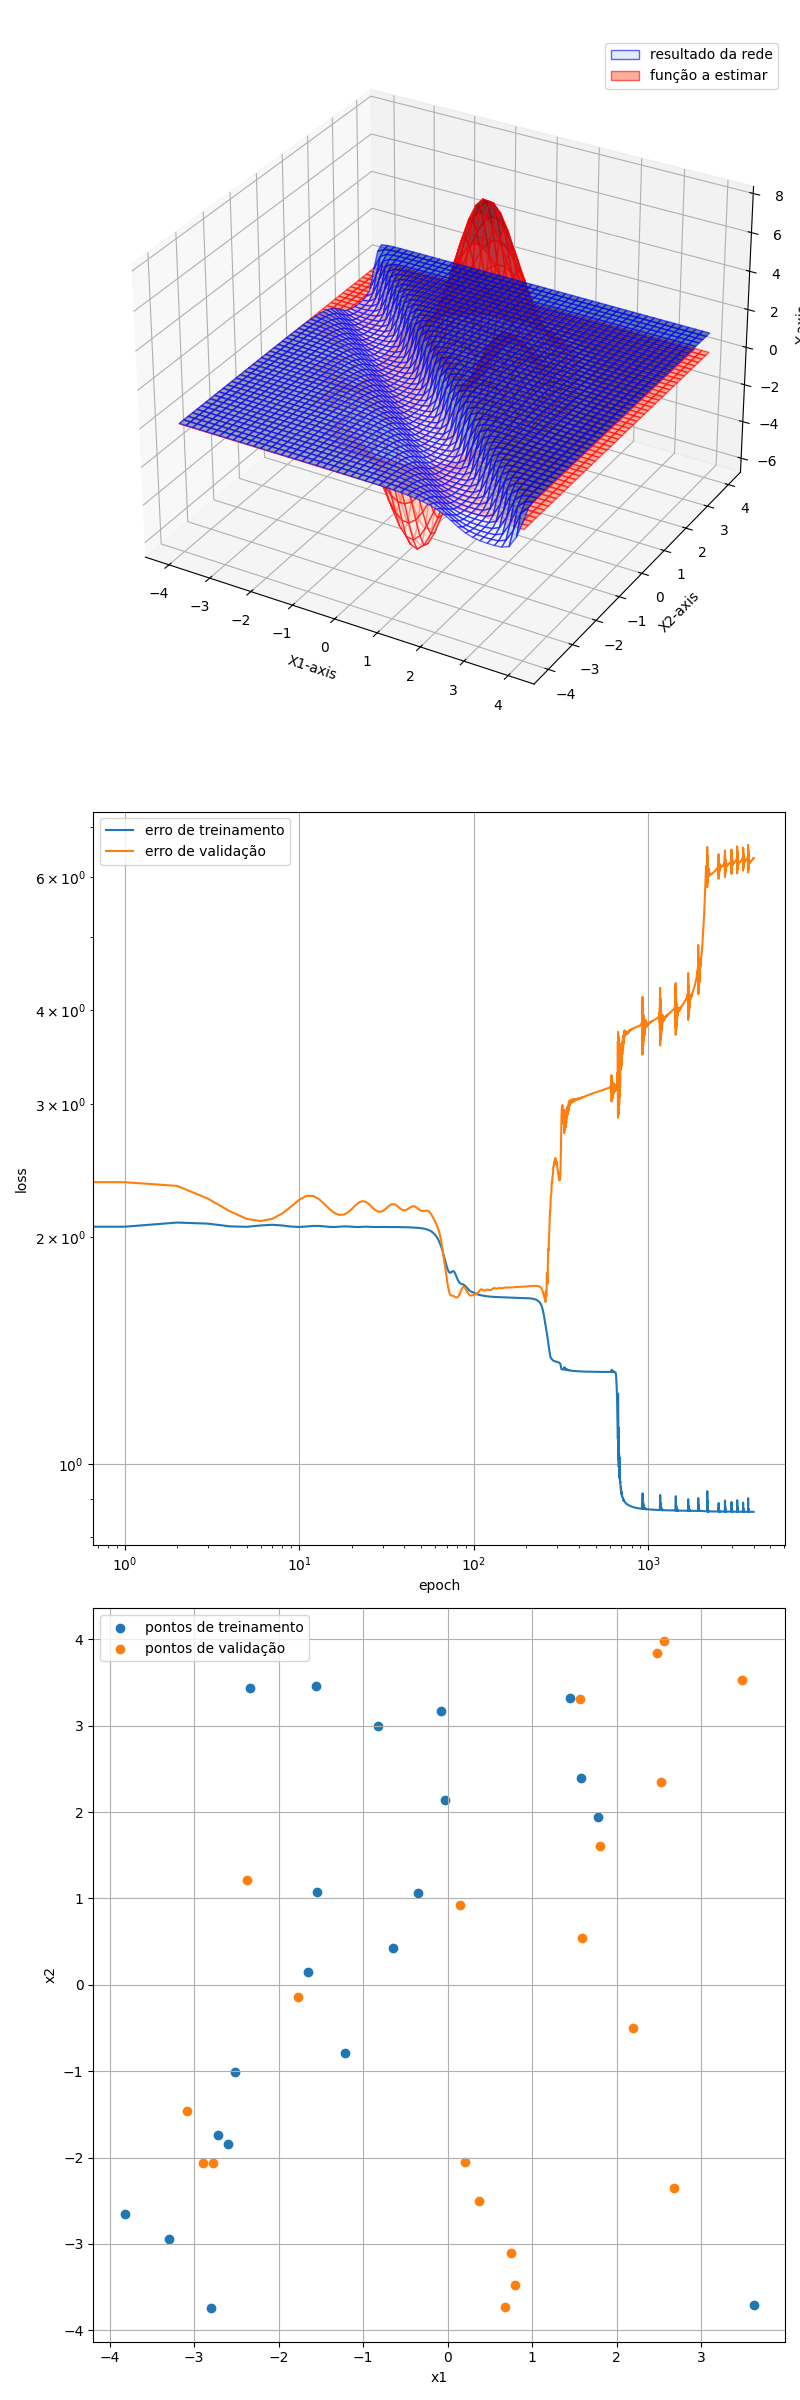 resultado da rede
função a estimar
8
6
4
2
0
−2
−4
−6
4
3
2
1
0
−1
−2
−3
−4
X2-axis
−4
−3
−2
−1
0
1
2
3
4
X1-axis
erro de treinamento
erro de validação
6 × 10⁰
4 × 10⁰
3 × 10⁰
2 × 10⁰
10⁰
loss
10⁰ 10¹ 10² 10³
epoch
pontos de treinamento
pontos de validação
4
3
2
1
0
−1
−2
−3
−4
x2
−4 −3 −2 −1 0 1 2 3
x1